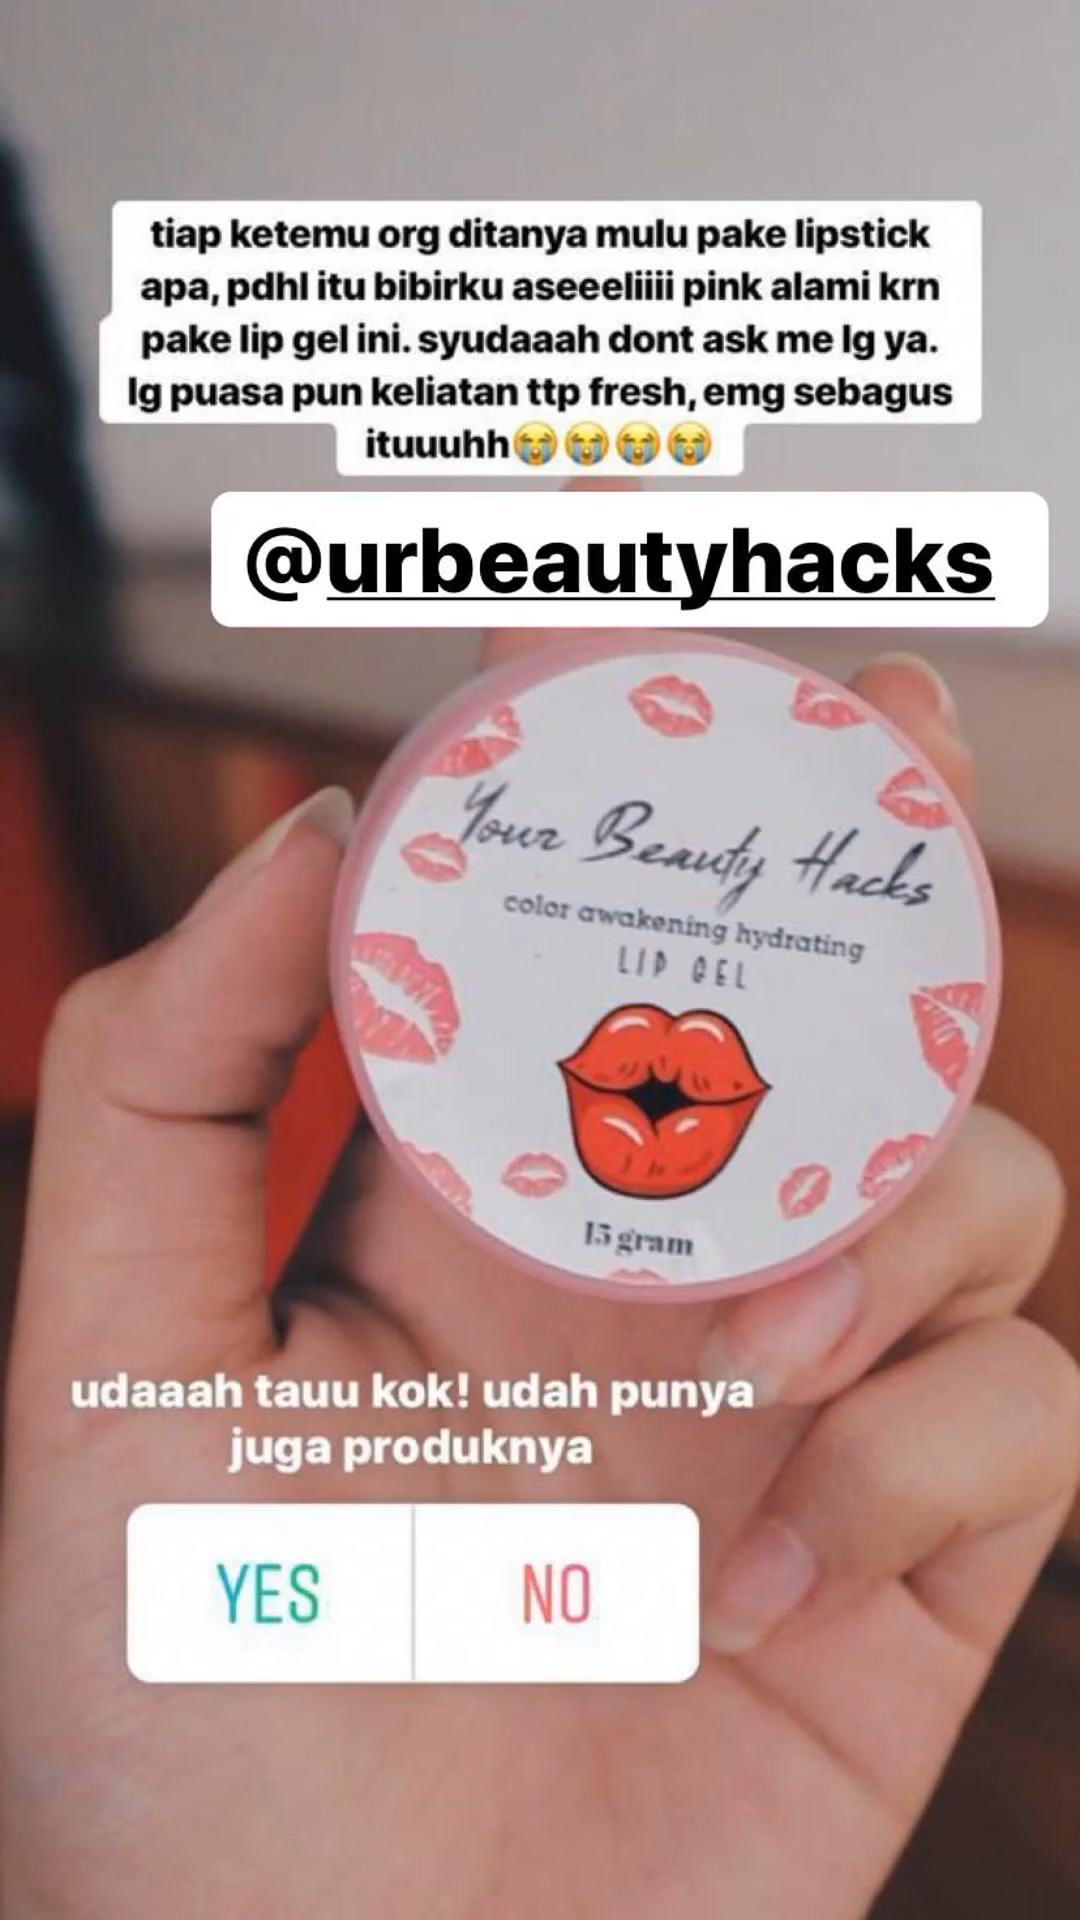 tiap ketemu org ditanya mulu pake lipstick
apa, pdhl itu bibirku aseeeliiii pink alami krn
pake lip gel ini. syudaaah dont ask me lg ya.
lg puasa pun keliatan ttp fresh, emg sebagus
ituuuhh😭😭😭😭
@urbeautyhacks
Your Beauty Hacks
color awakening hydrating
LIP GEL
15 gram
udaaah tauu kok! udah punya
juga produknya
YES
NO